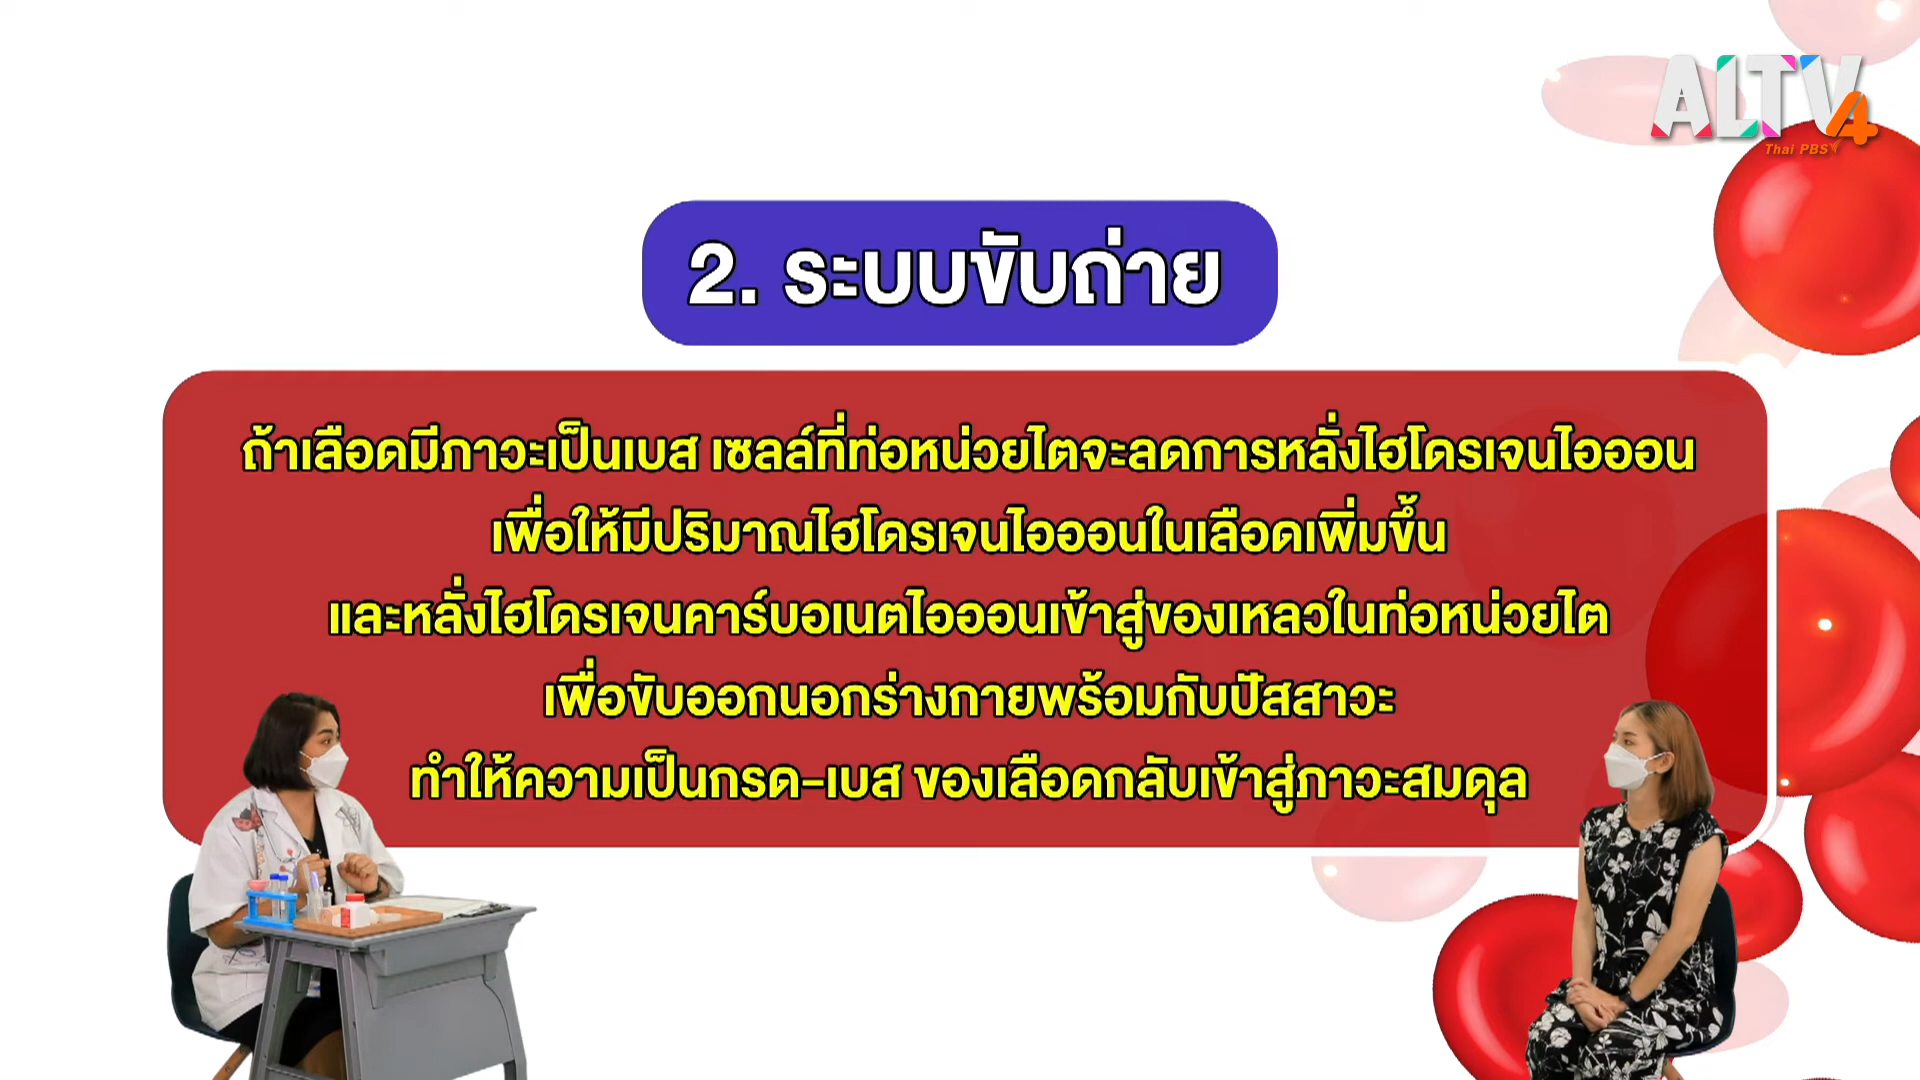 ALTV4
Thai PBS
2. ระบบขับถ่าย
ถ้าเลือดมีภาวะเป็นเบส เซลล์ที่ท่อหน่วยไตจะลดการหลั่งไฮโดรเจนไอออน
เพื่อให้มีปริมาณไฮโดรเจนไอออนในเลือดเพิ่มขึ้น
และหลั่งไฮโดรเจนคาร์บอเนตไอออนเข้าสู่ของเหลวในท่อหน่วยไต
เพื่อขับออกนอกร่างกายพร้อมกับปัสสาวะ
ทำให้ความเป็นกรด-เบส ของเลือดกลับเข้าสู่ภาวะสมดุล